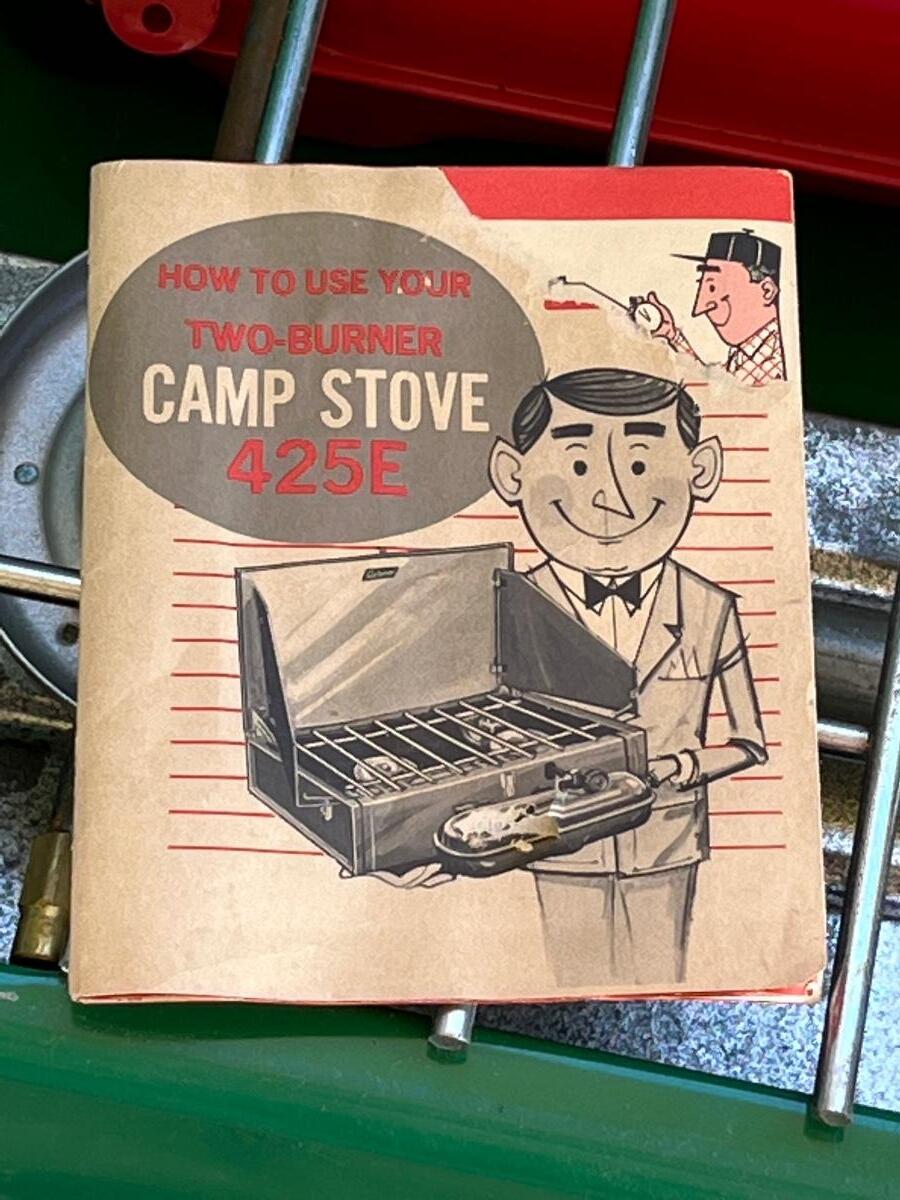 HOW TO USE YOUR
TWO-BURNER
CAMP STOVE
425E